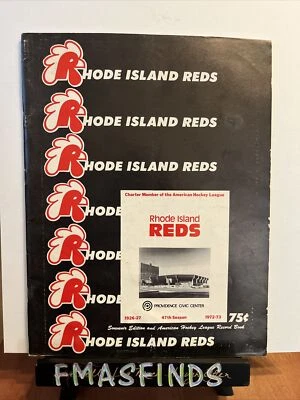 RHODE ISLAND REDS
RHODE ISLAND REDS
RHODE ISLAND REDS
RHODE
RHODE
RHODE
RHODE ISLAND REDS
Charter Member of the American Hockey League
Rhode Island
REDS
PROVIDENCE CIVIC CENTER
1926-27 47th Season 1972-73
75¢
Souvenir Edition and American Hockey League Record Book
FMASFINDS